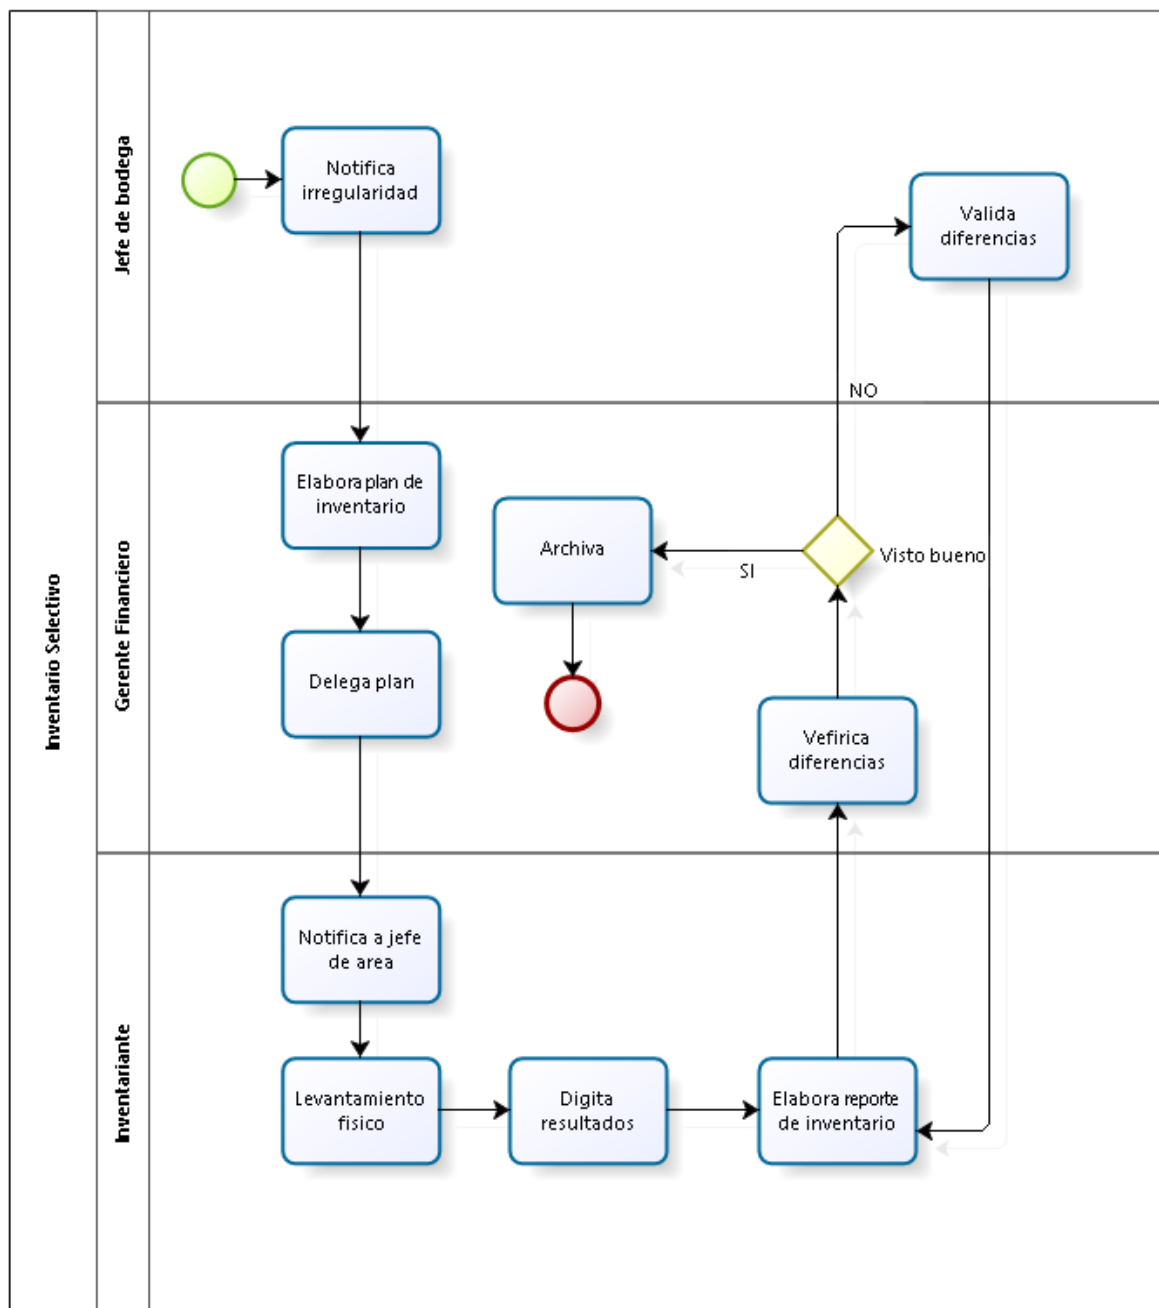 Inventario Selectivo
Jefe de bodega
Notifica
irregularidad
Valida
diferencias
NO
Gerente Financiero
Elabora plan de
inventario
Archiva
SI
Visto bueno
Delega plan
Vefirica
diferencias
Inventariante
Notifica a jefe
de area
Levantamiento
fisico
Digita
resultados
Elabora reporte
de inventario